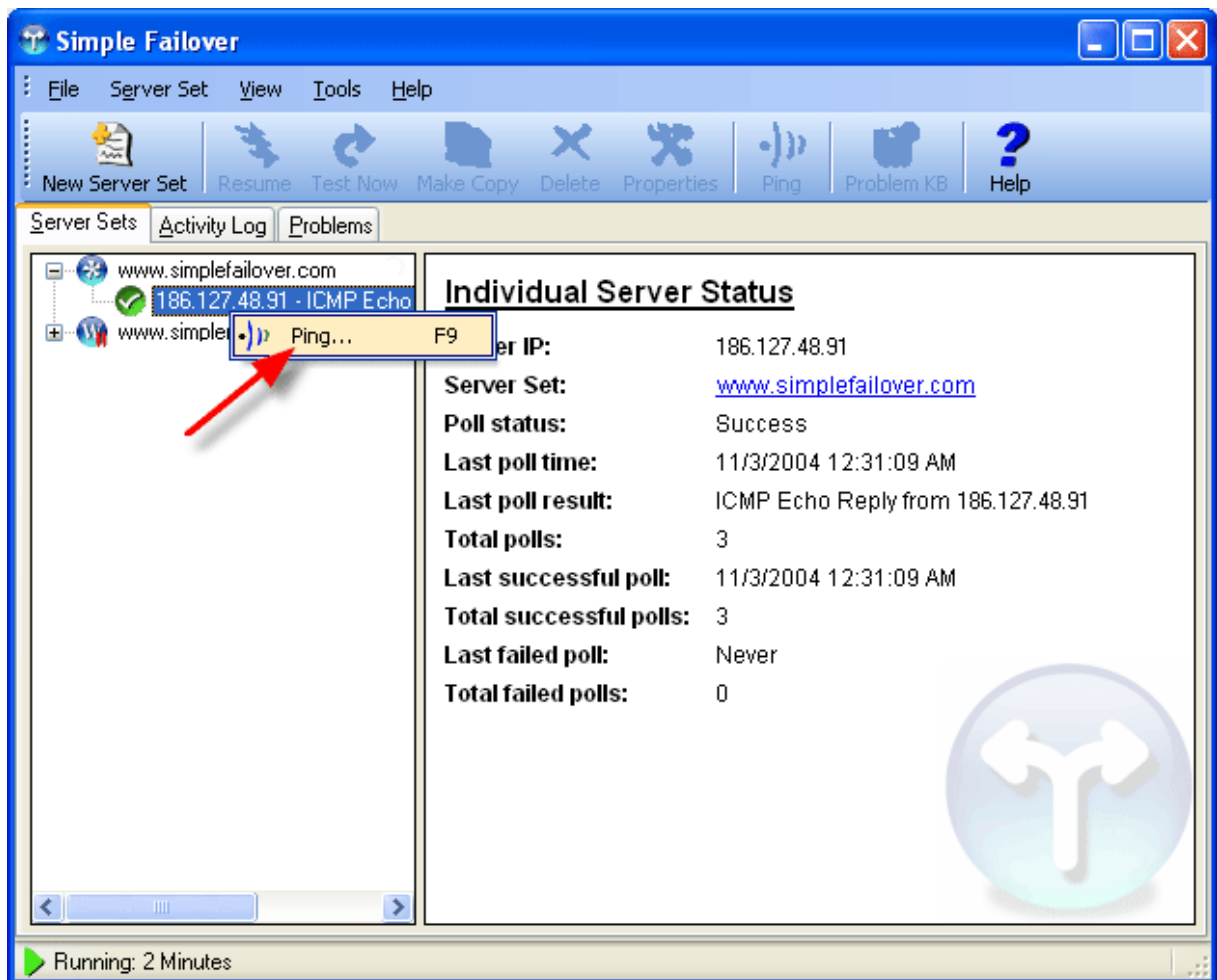 Simple Failover
File Server Set View Tools Help
New Server Set Resume Test Now Make Copy Delete Properties Ping Problem KB Help
Server Sets Activity Log Problems
www.simplefailover.com
186.127.48.91 - ICMP Echo
www.simple
Ping... F9
Individual Server Status
er IP: 186.127.48.91
Server Set: www.simplefailover.com
Poll status: Success
Last poll time: 11/3/2004 12:31:09 AM
Last poll result: ICMP Echo Reply from 186.127.48.91
Total polls: 3
Last successful poll: 11/3/2004 12:31:09 AM
Total successful polls: 3
Last failed poll: Never
Total failed polls: 0
Running: 2 Minutes